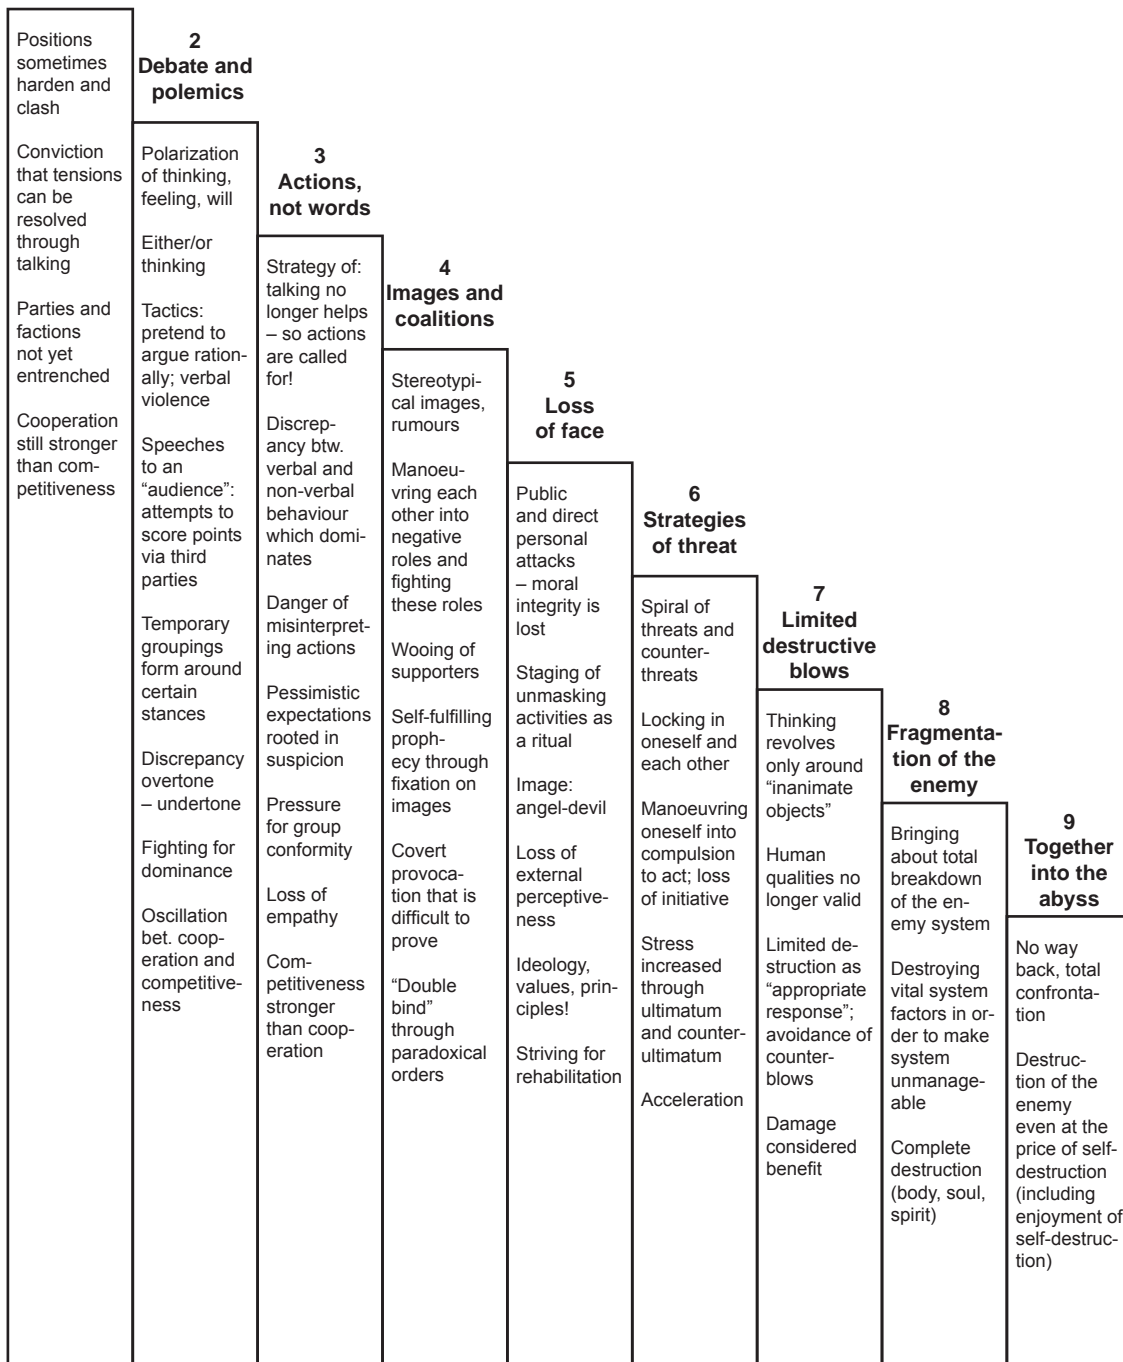 Positions
sometimes
harden and
clash
Conviction
that tensions
can be
resolved
through
talking
Parties and
factions
not yet
entrenched
Cooperation
still stronger
than com-
petitiveness
2
Debate and
polemics
Polarization
of thinking,
feeling, will
Either/or
thinking
Tactics:
pretend to
argue ration-
ally; verbal
violence
Speeches
to an
“audience”:
attempts to
score points
via third
parties
Temporary
groupings
form around
certain
stances
Discrepancy
overtone
– undertone
Fighting for
dominance
Oscillation
bet. coop-
eration and
competitive-
ness
3
Actions,
not words
Strategy of:
talking no
longer helps
– so actions
are called
for!
Discrep-
ancy btw.
verbal and
non-verbal
behaviour
which domi-
nates
Danger of
misinterpret-
ing actions
Pessimistic
expectations
rooted in
suspicion
Pressure
for group
conformity
Loss of
empathy
Com-
petitiveness
stronger
than coop-
eration
4
Images and
coalitions
Stereotypi-
cal images,
rumours
Manoeu-
vring each
other into
negative
roles and
fighting
these roles
Wooing of
supporters
Self-fulfilling
proph-
ecy through
fixation on
images
Covert
provoca-
tion that is
difficult to
prove
“Double
bind”
through
paradoxical
orders
5
Loss
of face
Public
and direct
personal
attacks
– moral
integrity is
lost
Staging of
unmasking
activities as
a ritual
Image:
angel-devil
Loss of
external
perceptive-
ness
Ideology,
values, prin-
ciples!
Striving for
rehabilitation
6
Strategies
of threat
Spiral of
threats and
counter-
threats
Locking in
oneself and
each other
Manoeuvring
oneself into
compulsion
to act; loss
of initiative
Stress
increased
through
ultimatum
and counter-
ultimatum
Acceleration
7
Limited
destructive
blows
Thinking
revolves
only around
“inanimate
objects”
Human
qualities no
longer valid
Limited de-
struction as
“appropriate
response”;
avoidance of
counter-
blows
Damage
considered
benefit
8
Fragmenta-
tion of the
enemy
Bringing
about total
breakdown
of the en-
emy system
Destroying
vital system
factors in or-
der to make
system
unmanage-
able
Complete
destruction
(body, soul,
spirit)
9
Together
into the
abyss
No way
back, total
confronta-
tion
Destruc-
tion of the
enemy
even at the
price of self-
destruction
(including
enjoyment of
self-destruc-
tion)